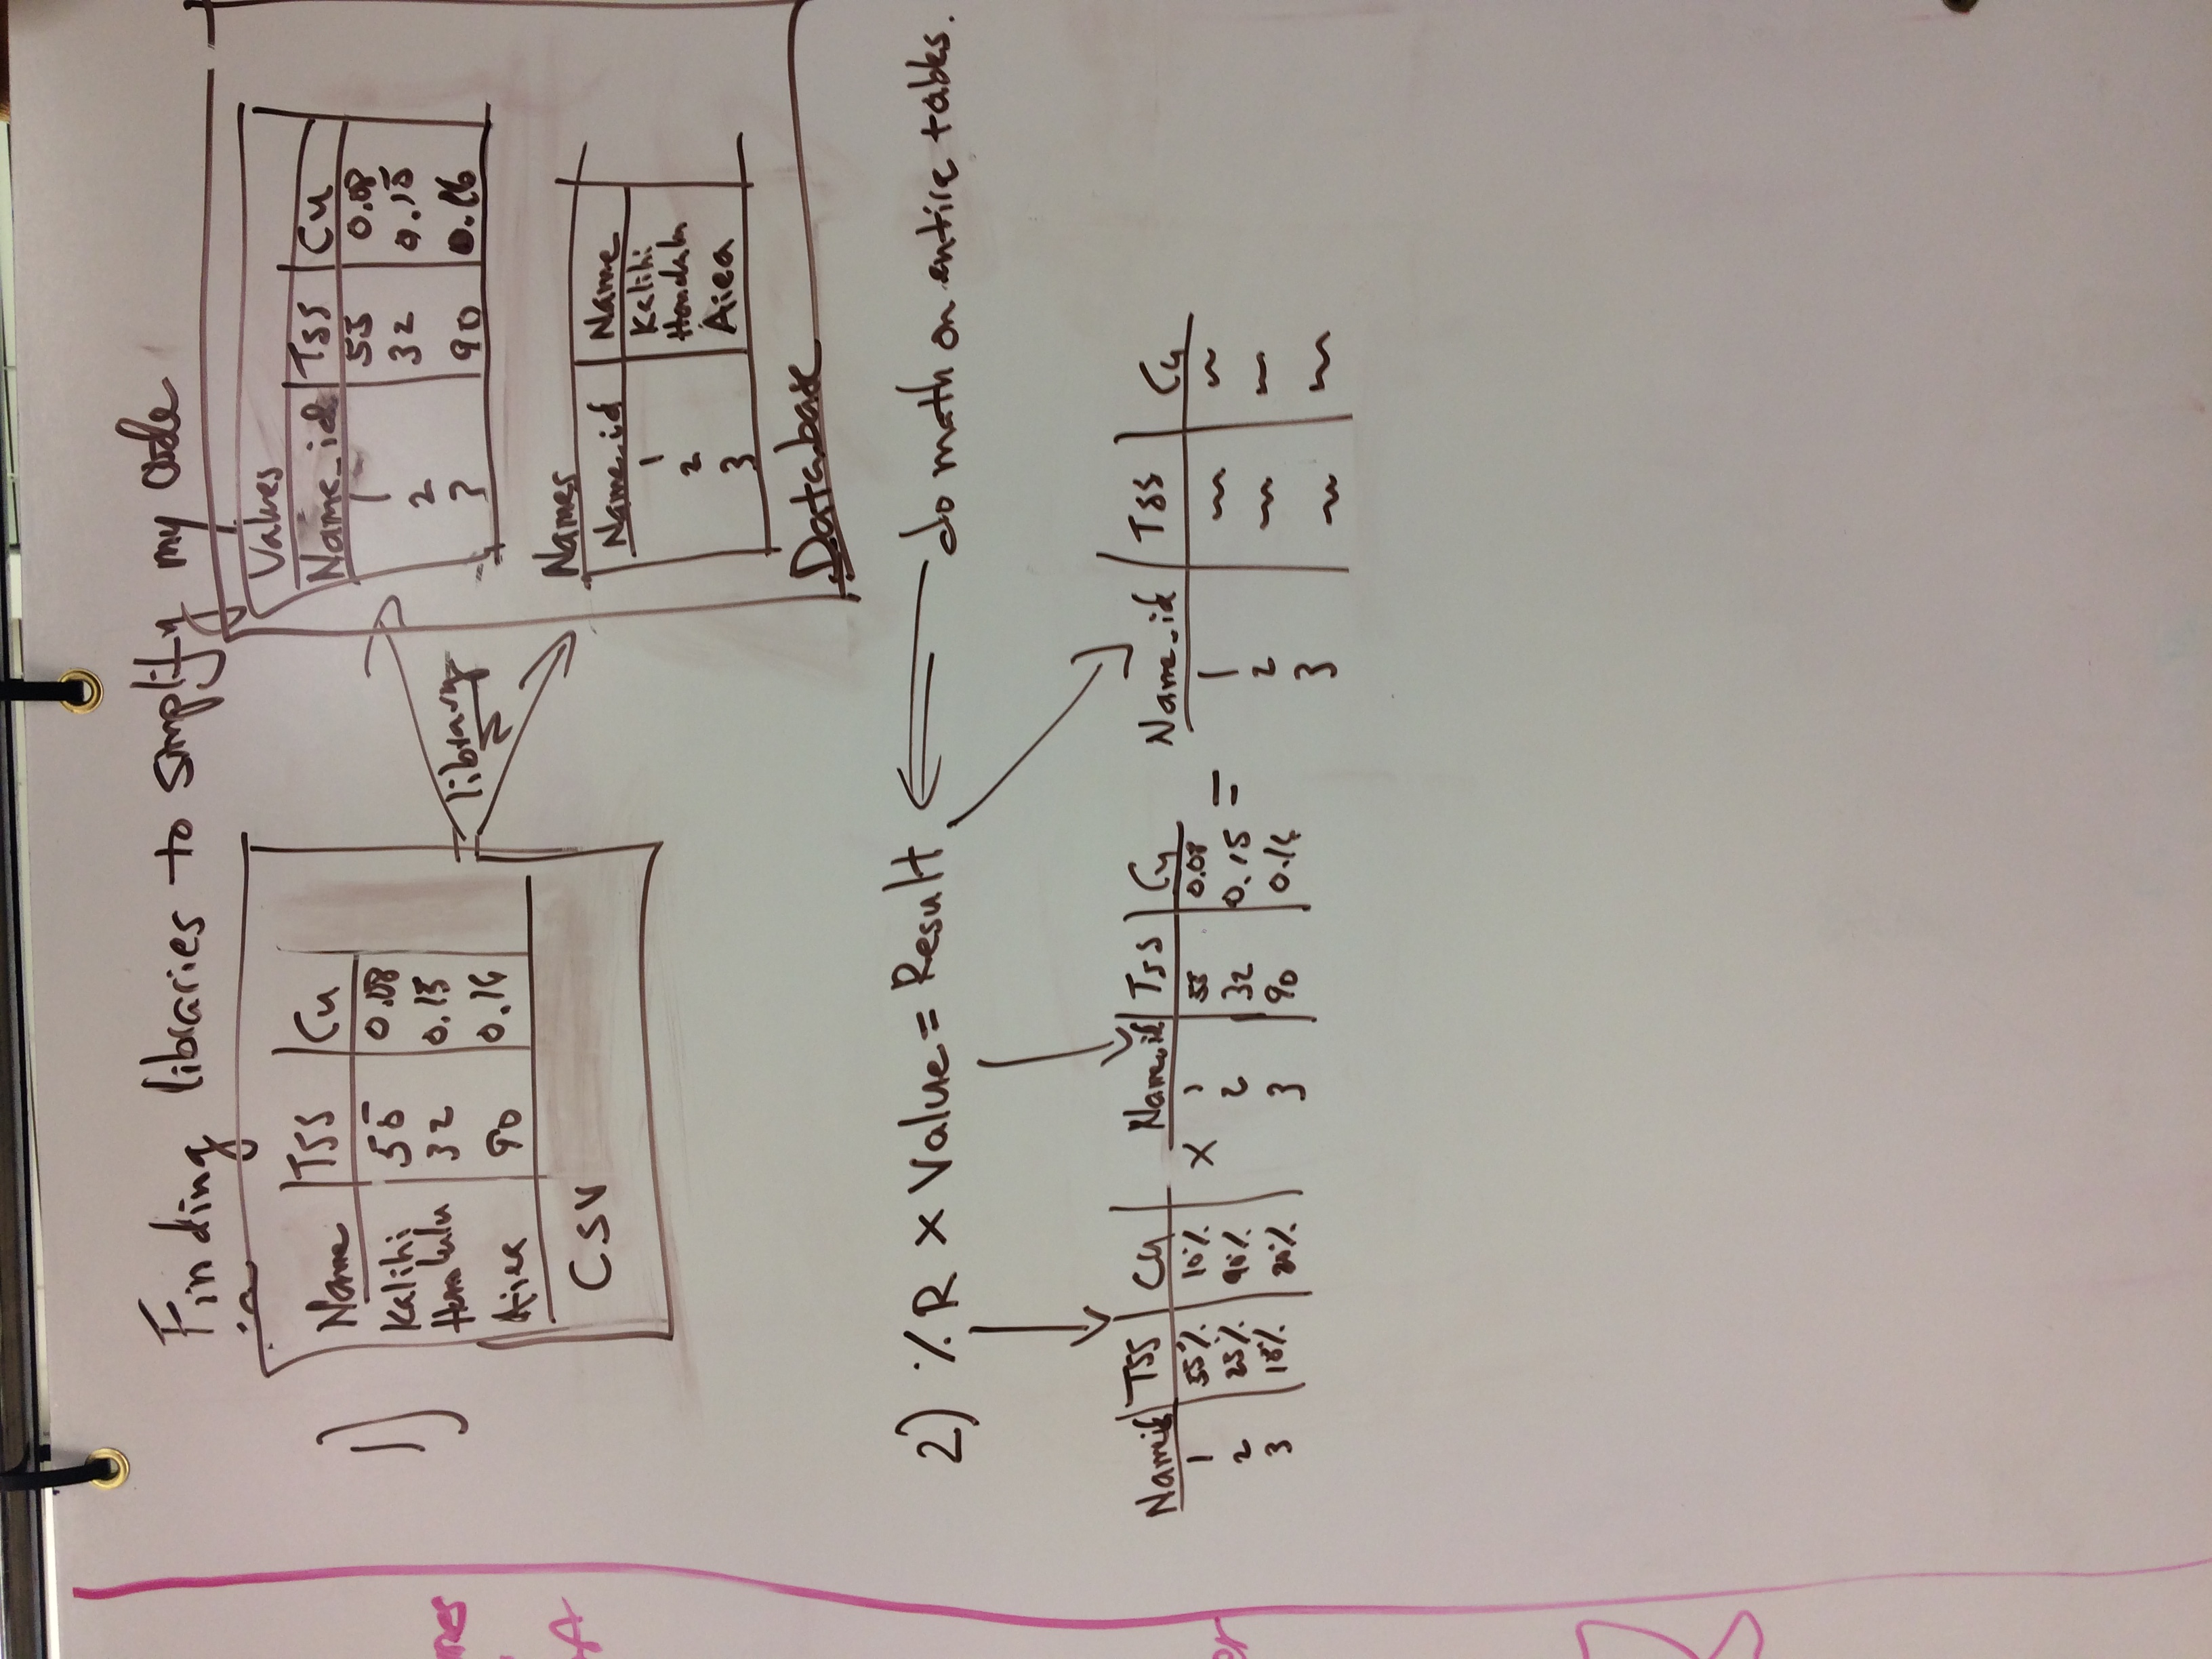 Finding libraries to simplify my code
1)
Name TSS Cu
Kalihi 55 0.08
Honolulu 32 0.15
Aiea 90 0.16
CSV
library
Values
Name_id TSS Cu
1 55 0.08
2 32 0.15
3 90 0.16
Names
Name_id Name
1 Kalihi
2 Honolulu
3 Aiea
Database
2) % R x Value = Result
do math on entire tables.
Name_id TSS Cu
1 55% 10%
2 25% 90%
3 10% 20%
x
Name_id TSS Cu
1 55 0.08
2 32 0.15
3 90 0.16
=
Name_id TSS Cu
1
2
3